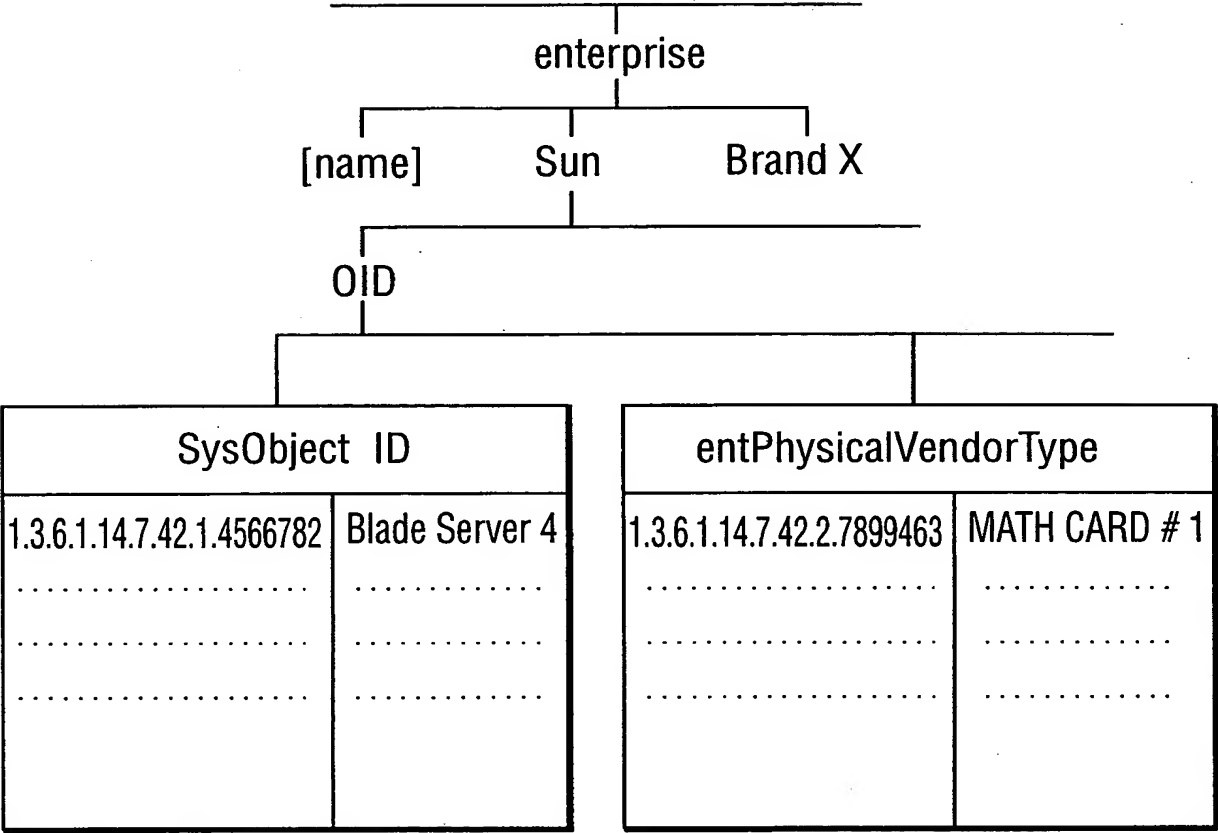 enterprise
[name] Sun Brand X
OID
SysObject ID
1.3.6.1.14.7.42.1.4566782 Blade Server 4
.................... .............
.................... .............
.................... .............
entPhysicalVendorType
1.3.6.1.14.7.42.2.7899463 MATH CARD # 1
.................... .............
.................... .............
.................... .............